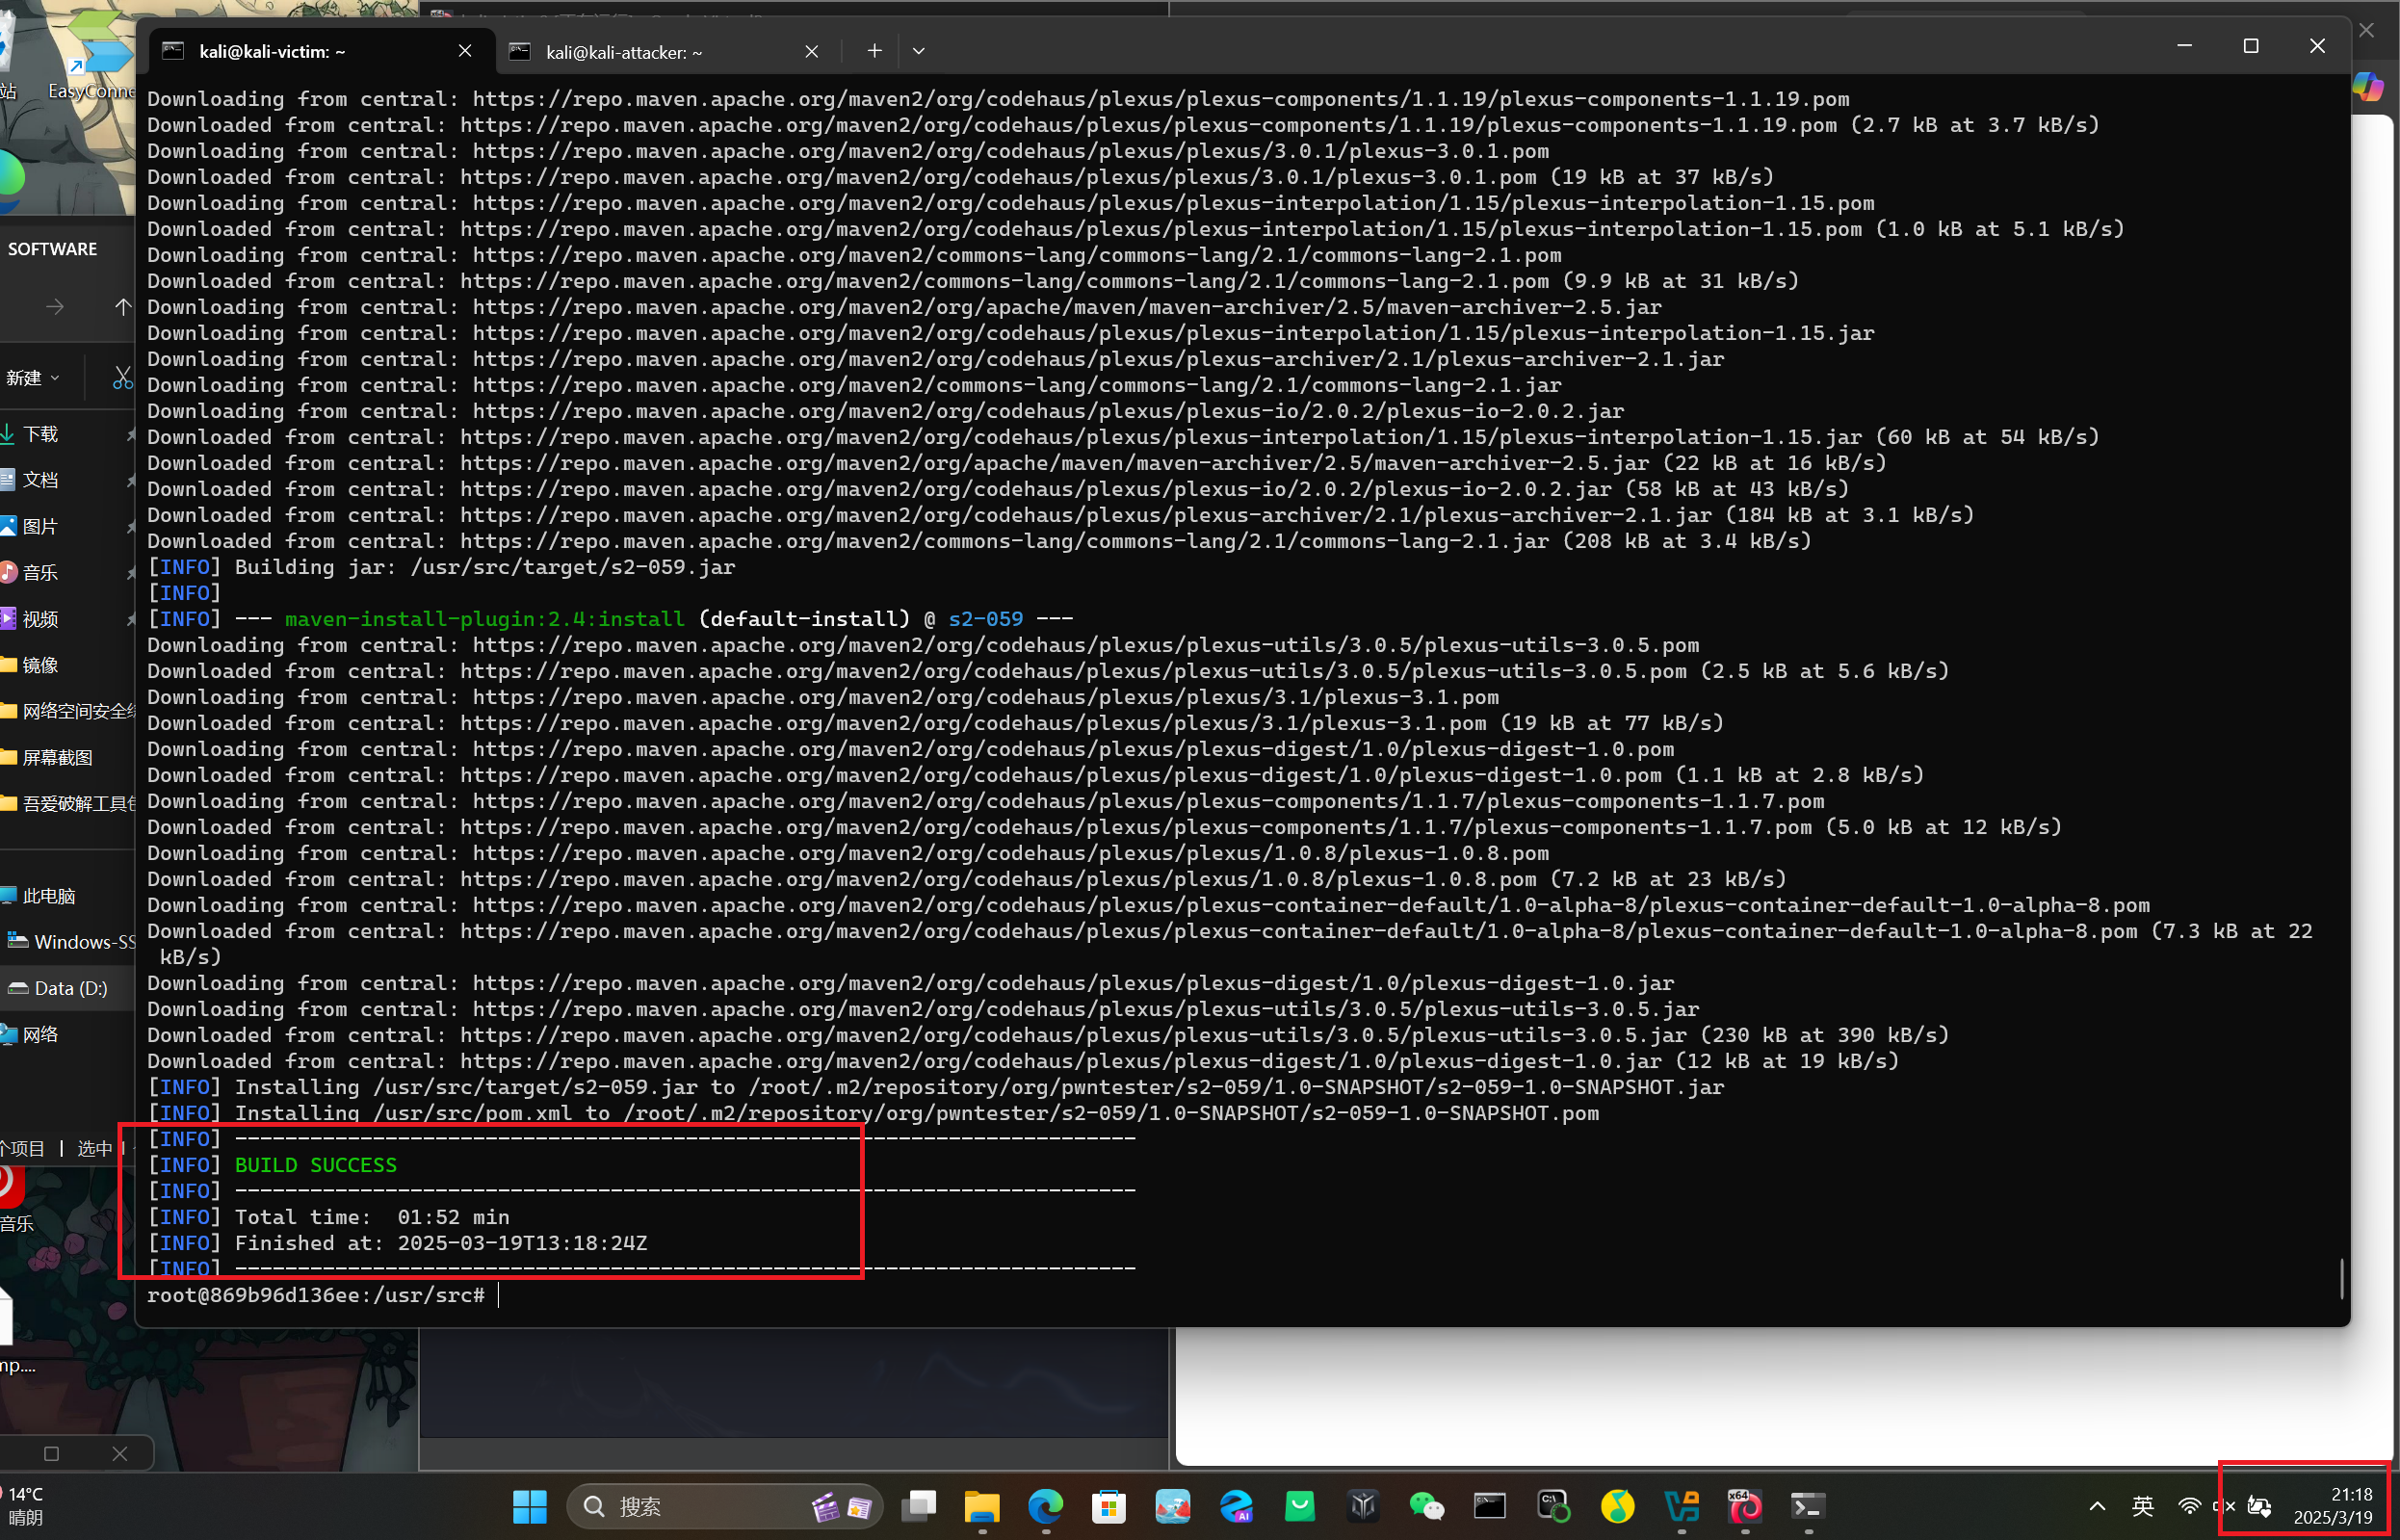 kali@kali-victim: ~
kali@kali-attacker: ~
站
EasyConne
Downloading from central: https://repo.maven.apache.org/maven2/org/codehaus/plexus/plexus-components/1.1.19/plexus-components-1.1.19.pom
Downloaded from central: https://repo.maven.apache.org/maven2/org/codehaus/plexus/plexus-components/1.1.19/plexus-components-1.1.19.pom (2.7 kB at 3.7 kB/s)
Downloading from central: https://repo.maven.apache.org/maven2/org/codehaus/plexus/plexus/3.0.1/plexus-3.0.1.pom
Downloaded from central: https://repo.maven.apache.org/maven2/org/codehaus/plexus/plexus/3.0.1/plexus-3.0.1.pom (19 kB at 37 kB/s)
Downloading from central: https://repo.maven.apache.org/maven2/org/codehaus/plexus/plexus-interpolation/1.15/plexus-interpolation-1.15.pom
Downloaded from central: https://repo.maven.apache.org/maven2/org/codehaus/plexus/plexus-interpolation/1.15/plexus-interpolation-1.15.pom (1.0 kB at 5.1 kB/s)
Downloading from central: https://repo.maven.apache.org/maven2/commons-lang/commons-lang/2.1/commons-lang-2.1.pom
Downloaded from central: https://repo.maven.apache.org/maven2/commons-lang/commons-lang/2.1/commons-lang-2.1.pom (9.9 kB at 31 kB/s)
Downloading from central: https://repo.maven.apache.org/maven2/org/apache/maven/maven-archiver/2.5/maven-archiver-2.5.jar
Downloading from central: https://repo.maven.apache.org/maven2/org/codehaus/plexus/plexus-interpolation/1.15/plexus-interpolation-1.15.jar
Downloading from central: https://repo.maven.apache.org/maven2/org/codehaus/plexus/plexus-archiver/2.1/plexus-archiver-2.1.jar
Downloading from central: https://repo.maven.apache.org/maven2/commons-lang/commons-lang/2.1/commons-lang-2.1.jar
Downloading from central: https://repo.maven.apache.org/maven2/org/codehaus/plexus/plexus-io/2.0.2/plexus-io-2.0.2.jar
Downloaded from central: https://repo.maven.apache.org/maven2/org/codehaus/plexus/plexus-interpolation/1.15/plexus-interpolation-1.15.jar (60 kB at 54 kB/s)
Downloaded from central: https://repo.maven.apache.org/maven2/org/apache/maven/maven-archiver/2.5/maven-archiver-2.5.jar (22 kB at 16 kB/s)
Downloaded from central: https://repo.maven.apache.org/maven2/org/codehaus/plexus/plexus-io/2.0.2/plexus-io-2.0.2.jar (58 kB at 43 kB/s)
Downloaded from central: https://repo.maven.apache.org/maven2/org/codehaus/plexus/plexus-archiver/2.1/plexus-archiver-2.1.jar (184 kB at 3.1 kB/s)
Downloaded from central: https://repo.maven.apache.org/maven2/commons-lang/commons-lang/2.1/commons-lang-2.1.jar (208 kB at 3.4 kB/s)
[INFO] Building jar: /usr/src/target/s2-059.jar
[INFO]
[INFO] --- maven-install-plugin:2.4:install (default-install) @ s2-059 ---
Downloading from central: https://repo.maven.apache.org/maven2/org/codehaus/plexus/plexus-utils/3.0.5/plexus-utils-3.0.5.pom
Downloaded from central: https://repo.maven.apache.org/maven2/org/codehaus/plexus/plexus-utils/3.0.5/plexus-utils-3.0.5.pom (2.5 kB at 5.6 kB/s)
Downloading from central: https://repo.maven.apache.org/maven2/org/codehaus/plexus/plexus/3.1/plexus-3.1.pom
Downloaded from central: https://repo.maven.apache.org/maven2/org/codehaus/plexus/plexus/3.1/plexus-3.1.pom (19 kB at 77 kB/s)
Downloading from central: https://repo.maven.apache.org/maven2/org/codehaus/plexus/plexus-digest/1.0/plexus-digest-1.0.pom
Downloaded from central: https://repo.maven.apache.org/maven2/org/codehaus/plexus/plexus-digest/1.0/plexus-digest-1.0.pom (1.1 kB at 2.8 kB/s)
Downloading from central: https://repo.maven.apache.org/maven2/org/codehaus/plexus/plexus-components/1.1.7/plexus-components-1.1.7.pom
Downloaded from central: https://repo.maven.apache.org/maven2/org/codehaus/plexus/plexus-components/1.1.7/plexus-components-1.1.7.pom (5.0 kB at 12 kB/s)
Downloading from central: https://repo.maven.apache.org/maven2/org/codehaus/plexus/plexus/1.0.8/plexus-1.0.8.pom
Downloaded from central: https://repo.maven.apache.org/maven2/org/codehaus/plexus/plexus/1.0.8/plexus-1.0.8.pom (7.2 kB at 23 kB/s)
Downloading from central: https://repo.maven.apache.org/maven2/org/codehaus/plexus/plexus-container-default/1.0-alpha-8/plexus-container-default-1.0-alpha-8.pom
Downloaded from central: https://repo.maven.apache.org/maven2/org/codehaus/plexus/plexus-container-default/1.0-alpha-8/plexus-container-default-1.0-alpha-8.pom (7.3 kB at 22
kB/s)
Downloading from central: https://repo.maven.apache.org/maven2/org/codehaus/plexus/plexus-digest/1.0/plexus-digest-1.0.jar
Downloading from central: https://repo.maven.apache.org/maven2/org/codehaus/plexus/plexus-utils/3.0.5/plexus-utils-3.0.5.jar
Downloaded from central: https://repo.maven.apache.org/maven2/org/codehaus/plexus/plexus-utils/3.0.5/plexus-utils-3.0.5.jar (230 kB at 390 kB/s)
Downloaded from central: https://repo.maven.apache.org/maven2/org/codehaus/plexus/plexus-digest/1.0/plexus-digest-1.0.jar (12 kB at 19 kB/s)
[INFO] Installing /usr/src/target/s2-059.jar to /root/.m2/repository/org/pwntester/s2-059/1.0-SNAPSHOT/s2-059-1.0-SNAPSHOT.jar
[INFO] Installing /usr/src/pom.xml to /root/.m2/repository/org/pwntester/s2-059/1.0-SNAPSHOT/s2-059-1.0-SNAPSHOT.pom
[INFO] ------------------------------------------------------------------------
[INFO] BUILD SUCCESS
[INFO] ------------------------------------------------------------------------
[INFO] Total time:  01:52 min
[INFO] Finished at: 2025-03-19T13:18:24Z
[INFO] ------------------------------------------------------------------------
root@869b96d136ee:/usr/src#
SOFTWARE
新建
下载
文档
图片
音乐
视频
镜像
网络空间安全
屏幕截图
吾爱破解工具
此电脑
Windows-SS
Data (D:)
网络
个项目 | 选中 1
音乐
mp....
14°C
晴朗
搜索
AI
C:\
x64
英
21:18
2025/3/19